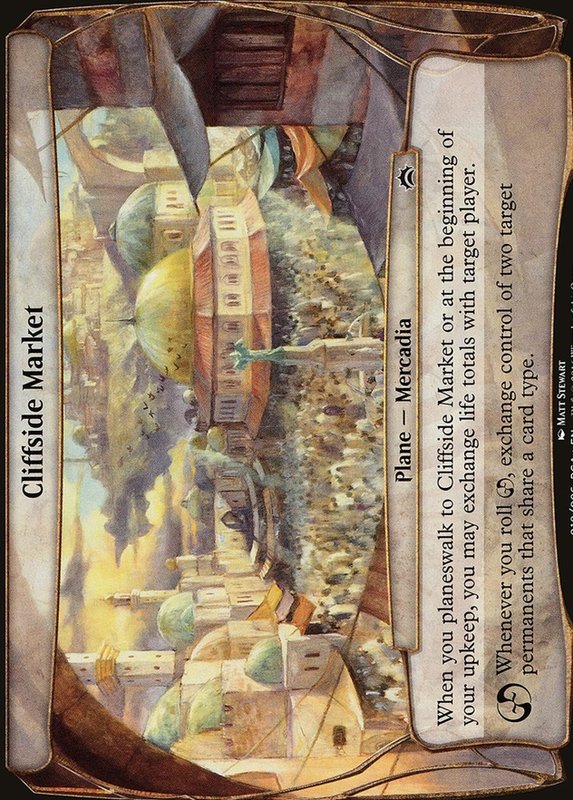 Cliffside Market
Plane — Mercadia
When you planeswalk to Cliffside Market or at the beginning of
your upkeep, you may exchange life totals with target player.
Whenever you roll, exchange control of two target
permanents that share a card type.
Matt Stewart